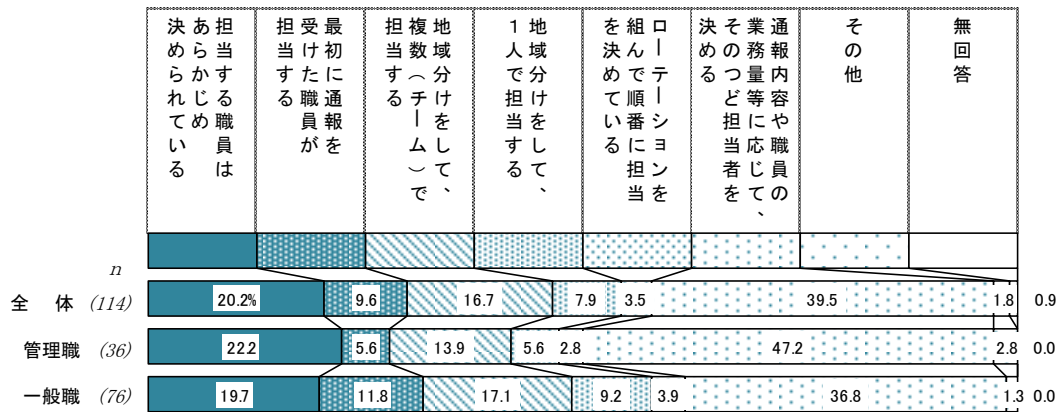 担当する職員は
あらかじめ
決められている
最初に通報を
受けた職員が
担当する
地域分けをして、
複数（チーム）で
担当する
地域分けをして、
１人で担当する
ローテーションを
組んで順番に担当
を決めている
通報内容や職員の
業務量等に応じて、
そのつど担当者を
決める
その他
無回答
n
全　体 (114) 20.2% 9.6 16.7 7.9 3.5 39.5 1.8 0.9
管理職 (36) 22.2 5.6 13.9 5.6 2.8 47.2 2.8 0.0
一般職 (76) 19.7 11.8 17.1 9.2 3.9 36.8 1.3 0.0